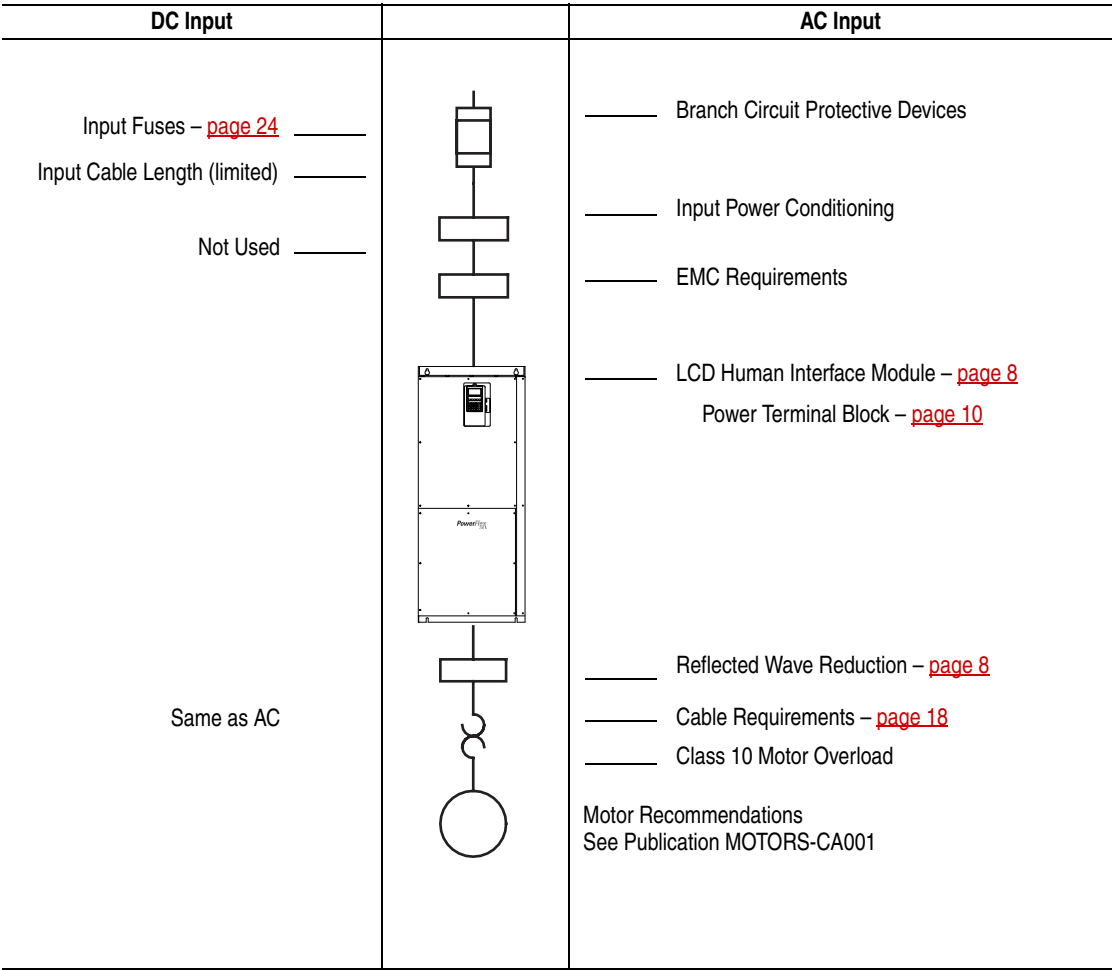 DC Input
AC Input
Input Fuses – page 24
Input Cable Length (limited)
Not Used
Same as AC
PowerFlex
Branch Circuit Protective Devices
Input Power Conditioning
EMC Requirements
LCD Human Interface Module – page 8
Power Terminal Block – page 10
Reflected Wave Reduction – page 8
Cable Requirements – page 18
Class 10 Motor Overload
Motor Recommendations
See Publication MOTORS-CA001